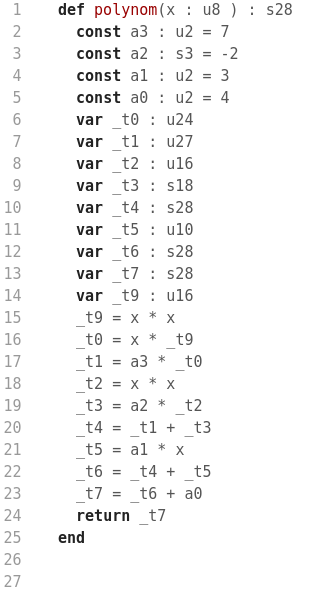 1 def polynom(x : u8 ) : s28
2 const a3 : u2 = 7
3 const a2 : s3 = -2
4 const a1 : u2 = 3
5 const a0 : u2 = 4
6 var _t0 : u24
7 var _t1 : u27
8 var _t2 : u16
9 var _t3 : s18
10 var _t4 : s28
11 var _t5 : u10
12 var _t6 : s28
13 var _t7 : s28
14 var _t9 : u16
15 _t9 = x * x
16 _t0 = x * _t9
17 _t1 = a3 * _t0
18 _t2 = x * x
19 _t3 = a2 * _t2
20 _t4 = _t1 + _t3
21 _t5 = a1 * x
22 _t6 = _t4 + _t5
23 _t7 = _t6 + a0
24 return _t7
25 end
26
27